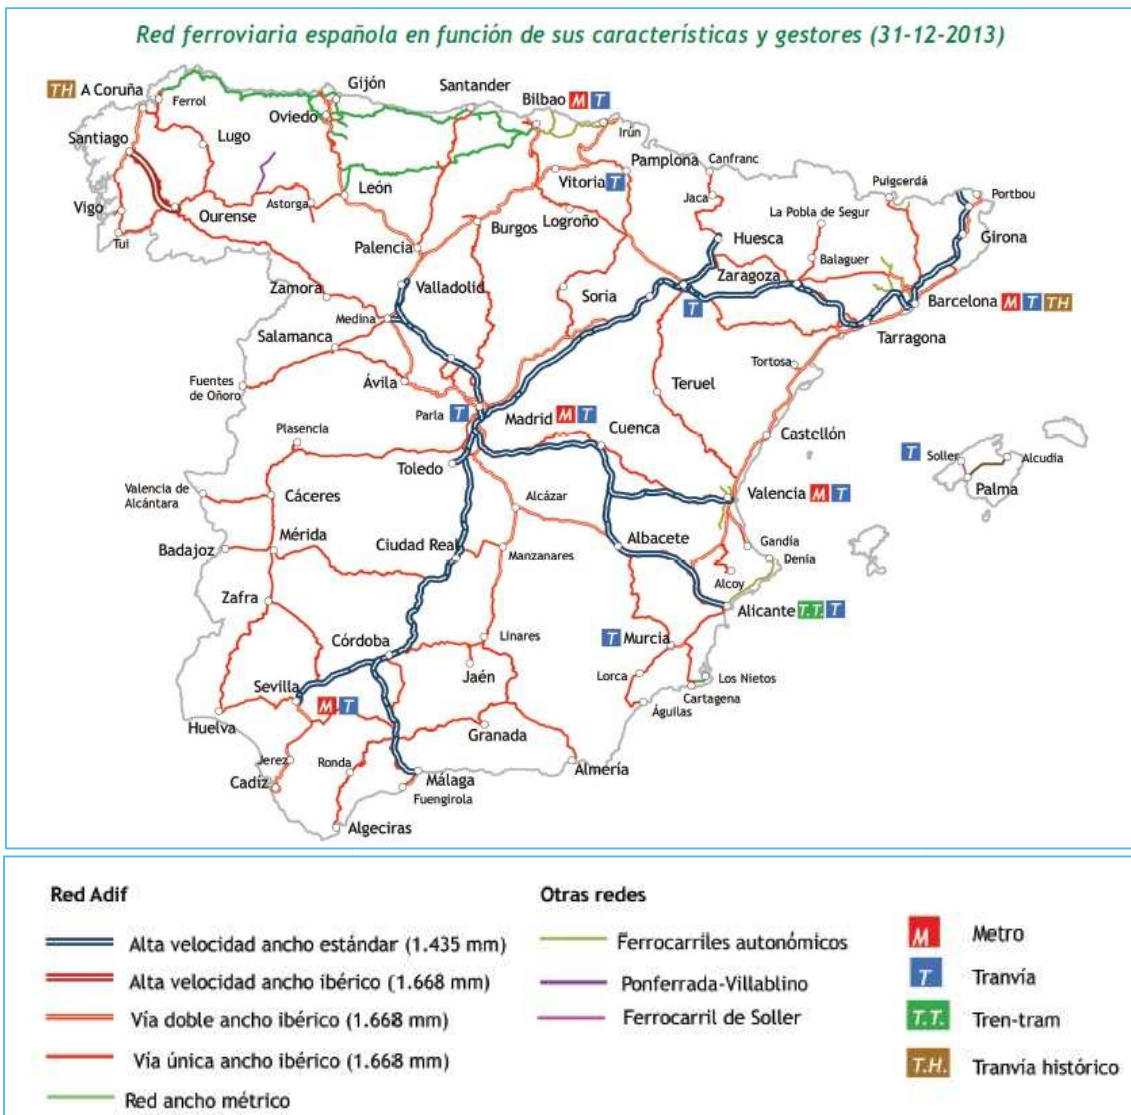 Red ferroviaria española en función de sus características y gestores (31-12-2013)
TH A Coruña
Ferrol
Gijón
Santander
Bilbao M T
Oviedo
Irún
Santiago
Lugo
Pamplona
Canfranc
Vitoria T
Puigcerdá
Portbou
León
Jaca
Vigo
Ourense
Astorga
Logroño
La Pobla de Segur
Tui
Burgos
Huesca
Girona
Palencia
Balaguer
Zaragoza
Zamora
Valladolid
Soria
Barcelona M T TH
T
Medina
Salamanca
Tarragona
Tortosa
Fuentes
de Oñoro
Ávila
Teruel
Parla T
Madrid M T
Plasencia
Cuenca
Castellón
T Soller
Alcudia
Toledo
Palma
Valencia de
Alcántara
Cáceres
Alcázar
Valencia M T
Badajoz
Mérida
Ciudad Real
Manzanares
Albacete
Gandía
Denia
Alcoy
Zafra
Alicante T.T. T
Córdoba
Linares
T Murcia
Jaén
Lorca
Los Nietos
Sevilla
M T
Cartagena
Águilas
Huelva
Granada
Jerez
Ronda
Almería
Cadíz
Málaga
Fuengirola
Algeciras
Red Adif
Alta velocidad ancho estándar (1.435 mm)
Alta velocidad ancho ibérico (1.668 mm)
Vía doble ancho ibérico (1.668 mm)
Vía única ancho ibérico (1.668 mm)
Red ancho métrico
Otras redes
Ferrocarriles autonómicos
Ponferrada-Villablino
Ferrocarril de Soller
M Metro
T Tranvía
T.T. Tren-tram
T.H. Tranvía histórico